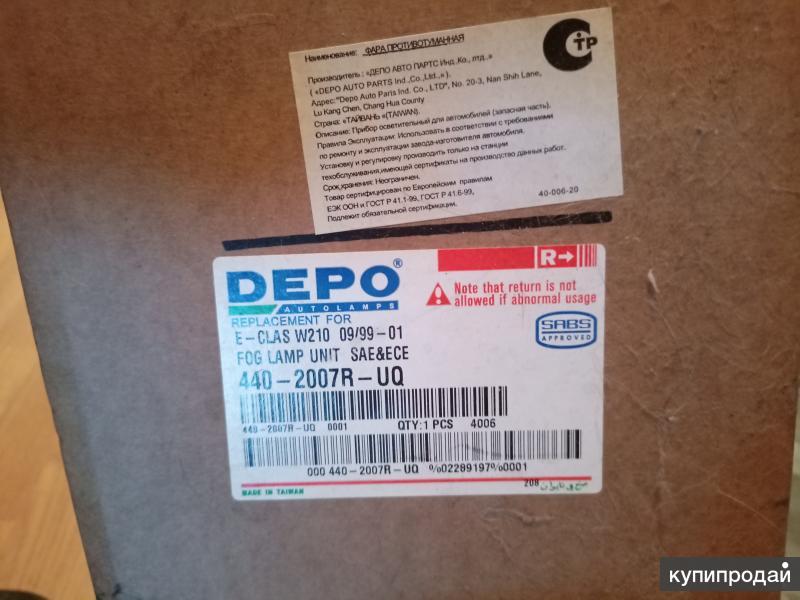 Наименование: ФАРА ПРОТИВОТУМАННАЯ
Производитель: «ДЕПО АВТО ПАРТС Инд.,Ко., лтд.,»
( «DEPO AUTO PARTS Ind.,Co.,Ltd.,» ).
Адрес:"Depo Auto Parts Ind. Co., LTD", No. 20-3, Nan Shih Lane,
Lu Kang Chen, Chang Hua County
Страна: «ТАЙВАНЬ «(TAIWAN).
Описание: Прибор осветительный для автомобилей (запасная часть).
Правила Эксплуатации: Использовать в соответствии с требованиями
по ремонту и эксплуатации завода-изготовителя автомобиля.
Установку и регулировку производить только на станции
техобслуживания,имеющей сертификаты на производство данных работ.
Срок хранения: Неограничен.
Товар сертифицирован по Европейским правилам
ЕЭК ООН и ГОСТ Р 41.1-99, ГОСТ Р 41.6-99,
Подлежит обязательной сертификации.
40-006-20
СТР
DEPO®
AUTOLAMPS
R→
Note that return is not
allowed if abnormal usage
SABS
APPROVED
REPLACEMENT FOR
E-CLAS W210 09/99-01
FOG LAMP UNIT SAE&ECE
440-2007R-UQ
440-2007R-UQ 0001 QTY:1 PCS 4006
000 440-2007R-UQ %02289197%0001
MADE IN TAIWAN
208
купипродай